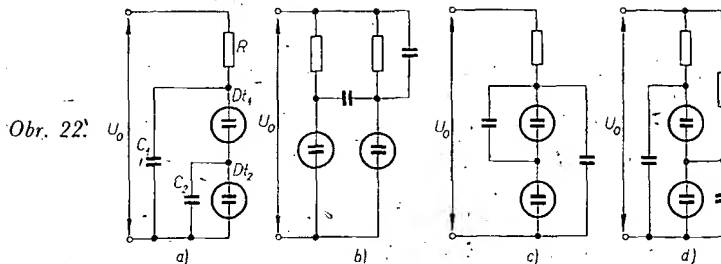 Obr. 22.
U₀
R
Dt₁
C₁
Dt₂
C₂
a)
U₀
b)
U₀
c)
U₀
d)